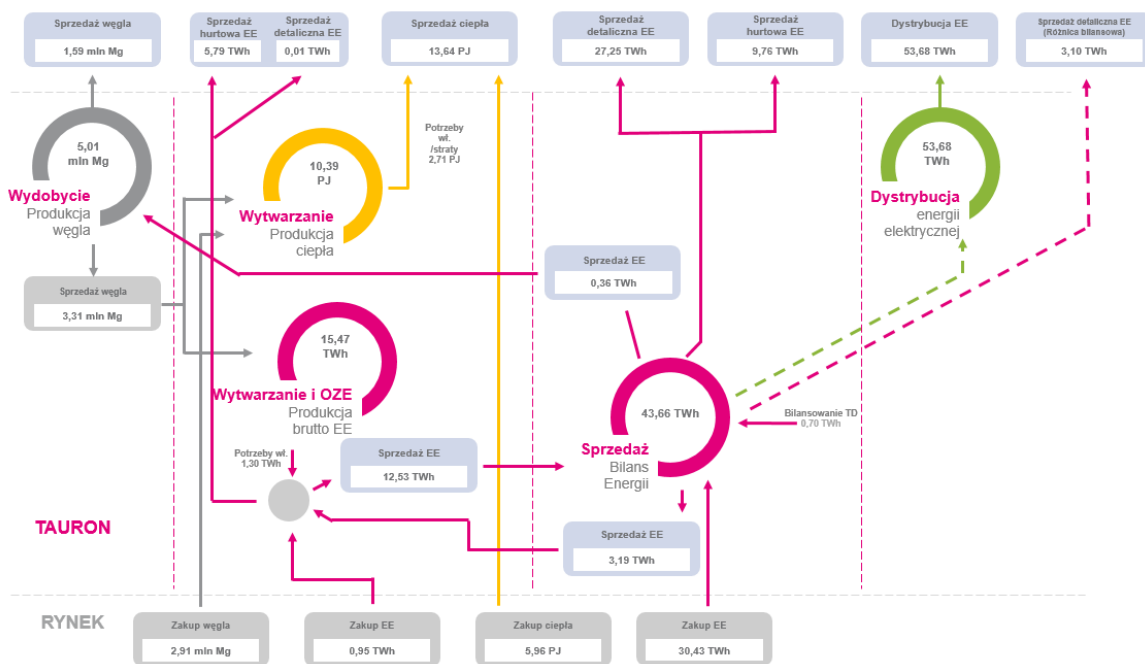 Sprzedaż węgla
1,59 mln Mg
Sprzedaż
hurtowa EE
5,79 TWh
Sprzedaż
detaliczna EE
0,01 TWh
Sprzedaż ciepła
13,64 PJ
Sprzedaż
detaliczna EE
27,25 TWh
Sprzedaż
hurtowa EE
9,76 TWh
Dystrybucja EE
53,68 TWh
Sprzedaż detaliczna EE
(Różnica bilansowa)
3,10 TWh
5,01
mln Mg
Wydobycie
Produkcja
węgla
10,39
PJ
Wytwarzanie
Produkcja
ciepła
Potrzeby
wł.
/straty
2,71 PJ
53,68
TWh
Dystrybucja
energii
elektrycznej
Sprzedaż węgla
3,31 mln Mg
Sprzedaż EE
0,36 TWh
15,47
TWh
Wytwarzanie i OZE
Produkcja
brutto EE
43,66 TWh
Sprzedaż
Bilans
Energii
Bilansowanie TD
0,70 TWh
Potrzeby wł.
1,30 TWh
Sprzedaż EE
12,53 TWh
Sprzedaż EE
3,19 TWh
TAURON
RYNEK
Zakup węgla
2,91 mln Mg
Zakup EE
0,95 TWh
Zakup ciepła
5,96 PJ
Zakup EE
30,43 TWh